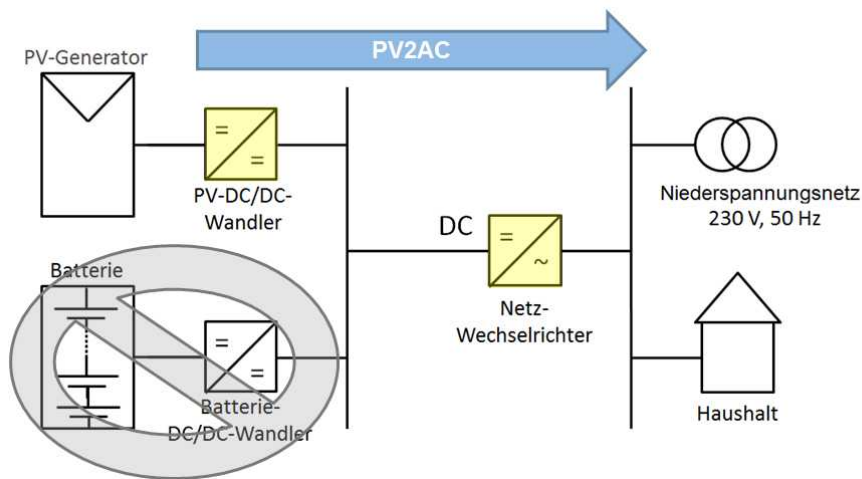 PV2AC
PV-Generator
=
=
PV-DC/DC-
Wandler
Niederspannungsnetz
230 V, 50 Hz
DC
=
~
Netz-
Wechselrichter
Batterie
=
=
Batterie-
DC/DC-Wandler
Haushalt